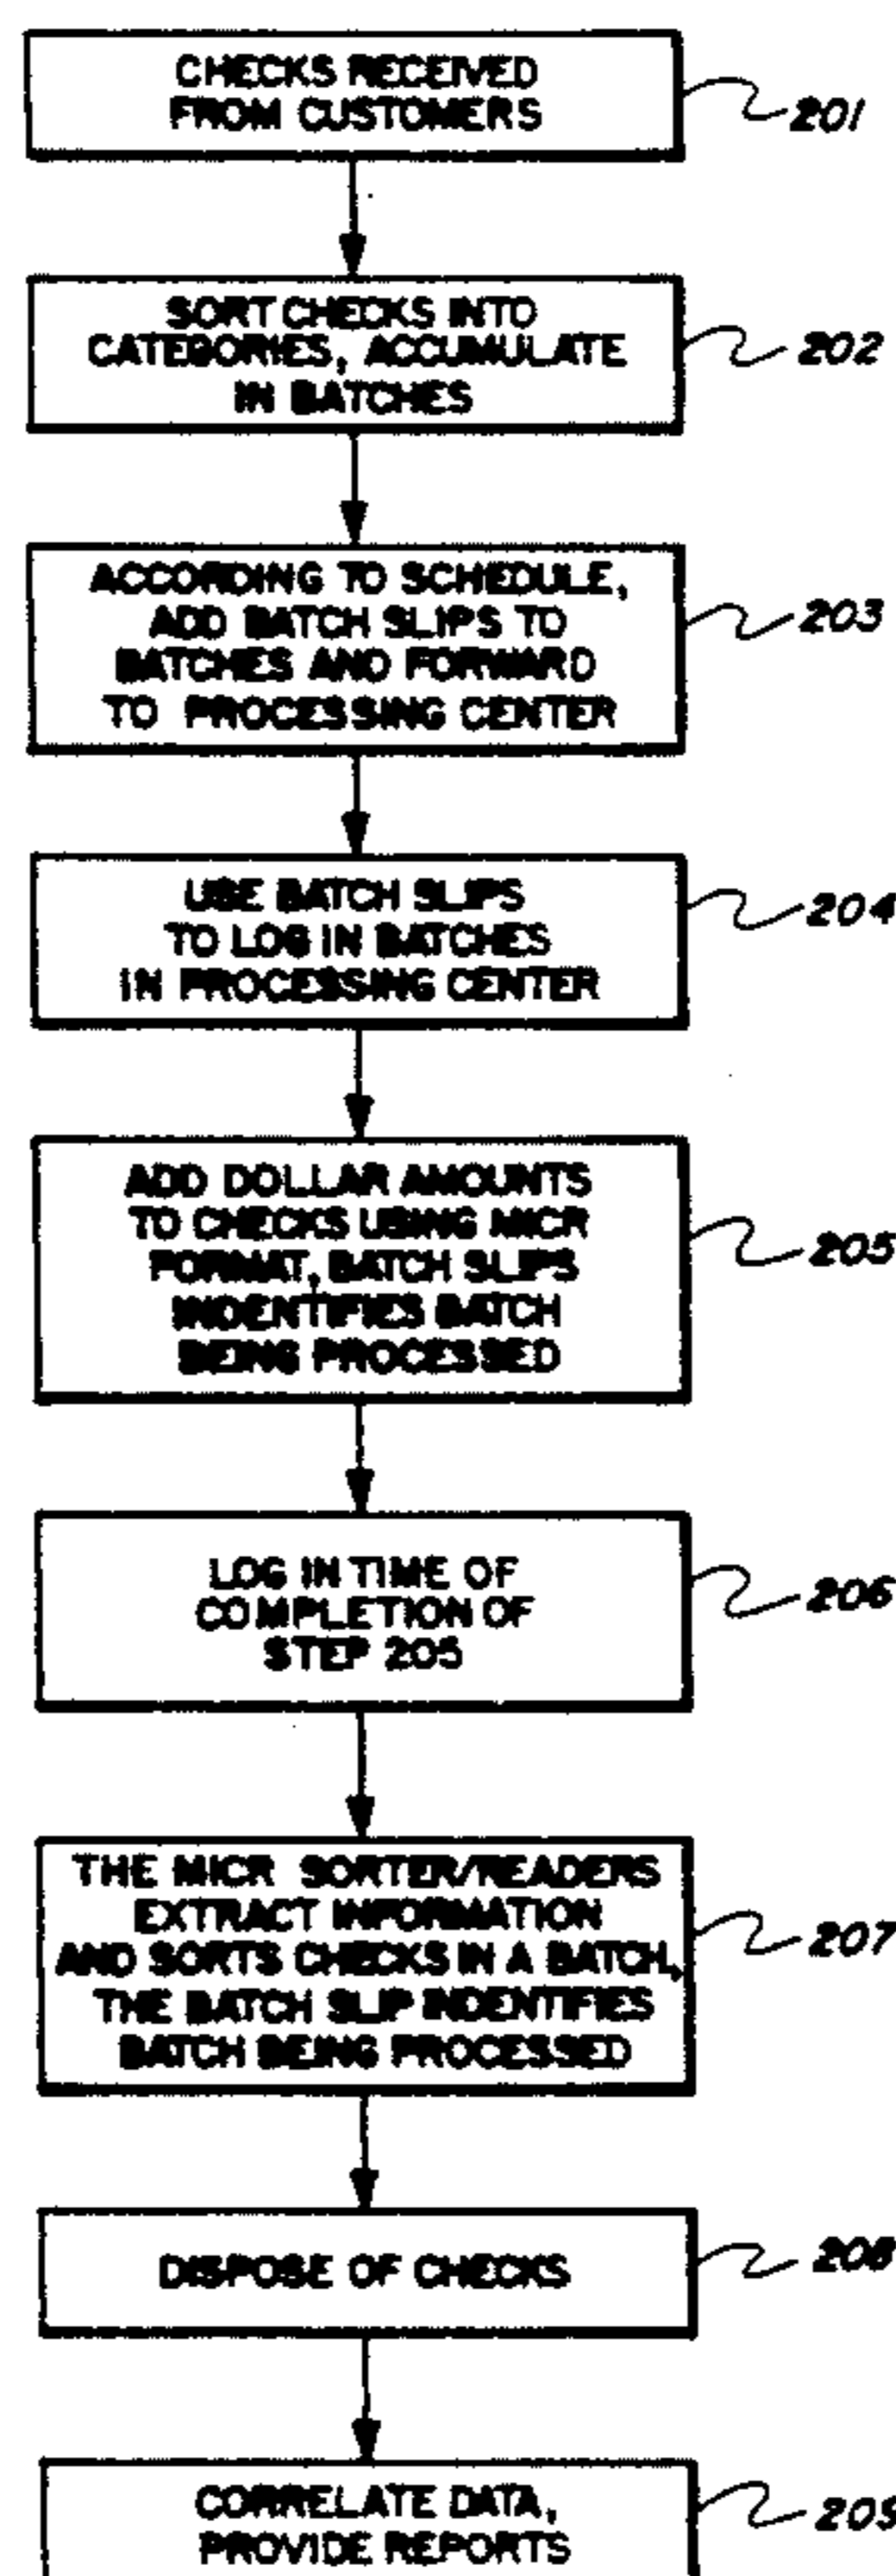 CHECKS RECEIVED
FROM CUSTOMERS
201
SORT CHECKS INTO
CATEGORIES, ACCUMULATE
IN BATCHES
202
ACCORDING TO SCHEDULE,
ADD BATCH SLIPS TO
BATCHES AND FORWARD
TO PROCESSING CENTER
203
USE BATCH SLIPS
TO LOG IN BATCHES
IN PROCESSING CENTER
204
ADD DOLLAR AMOUNTS
TO CHECKS USING MICR
FORMAT, BATCH SLIPS
INDENTIFIES BATCH
BEING PROCESSED
205
LOG IN TIME OF
COMPLETION OF
STEP 205
206
THE MICR SORTER/READERS
EXTRACT INFORMATION
AND SORTS CHECKS IN A BATCH,
THE BATCH SLIP INDENTIFIES
BATCH BEING PROCESSED
207
DISPOSE OF CHECKS
208
CORRELATE DATA,
PROVIDE REPORTS
209